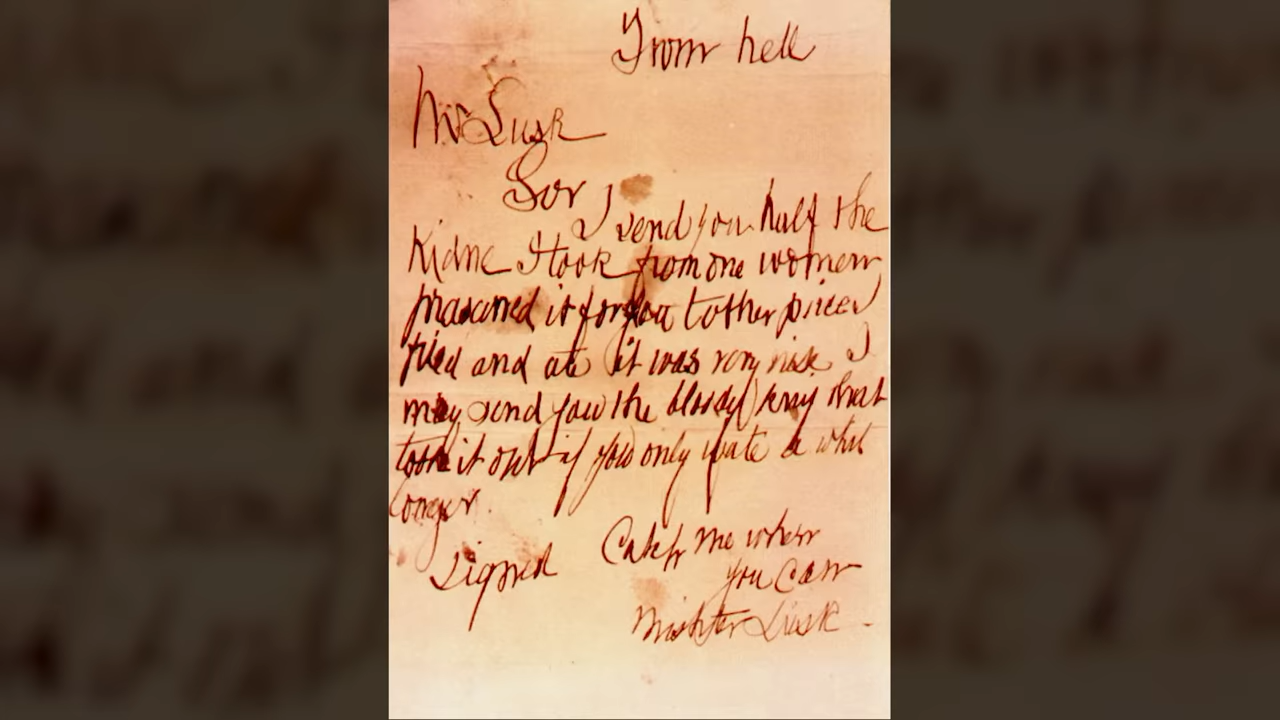 From hell
Mr Lusk
Sor
I send you half the
Kidne I took from one women
prasarved it for you tother piece I
fried and ate it was very nise I
may send you the bloody knif that
took it out if you only wate a whil
longer.
Signed Catch me when
you Can
Mishter Lusk -